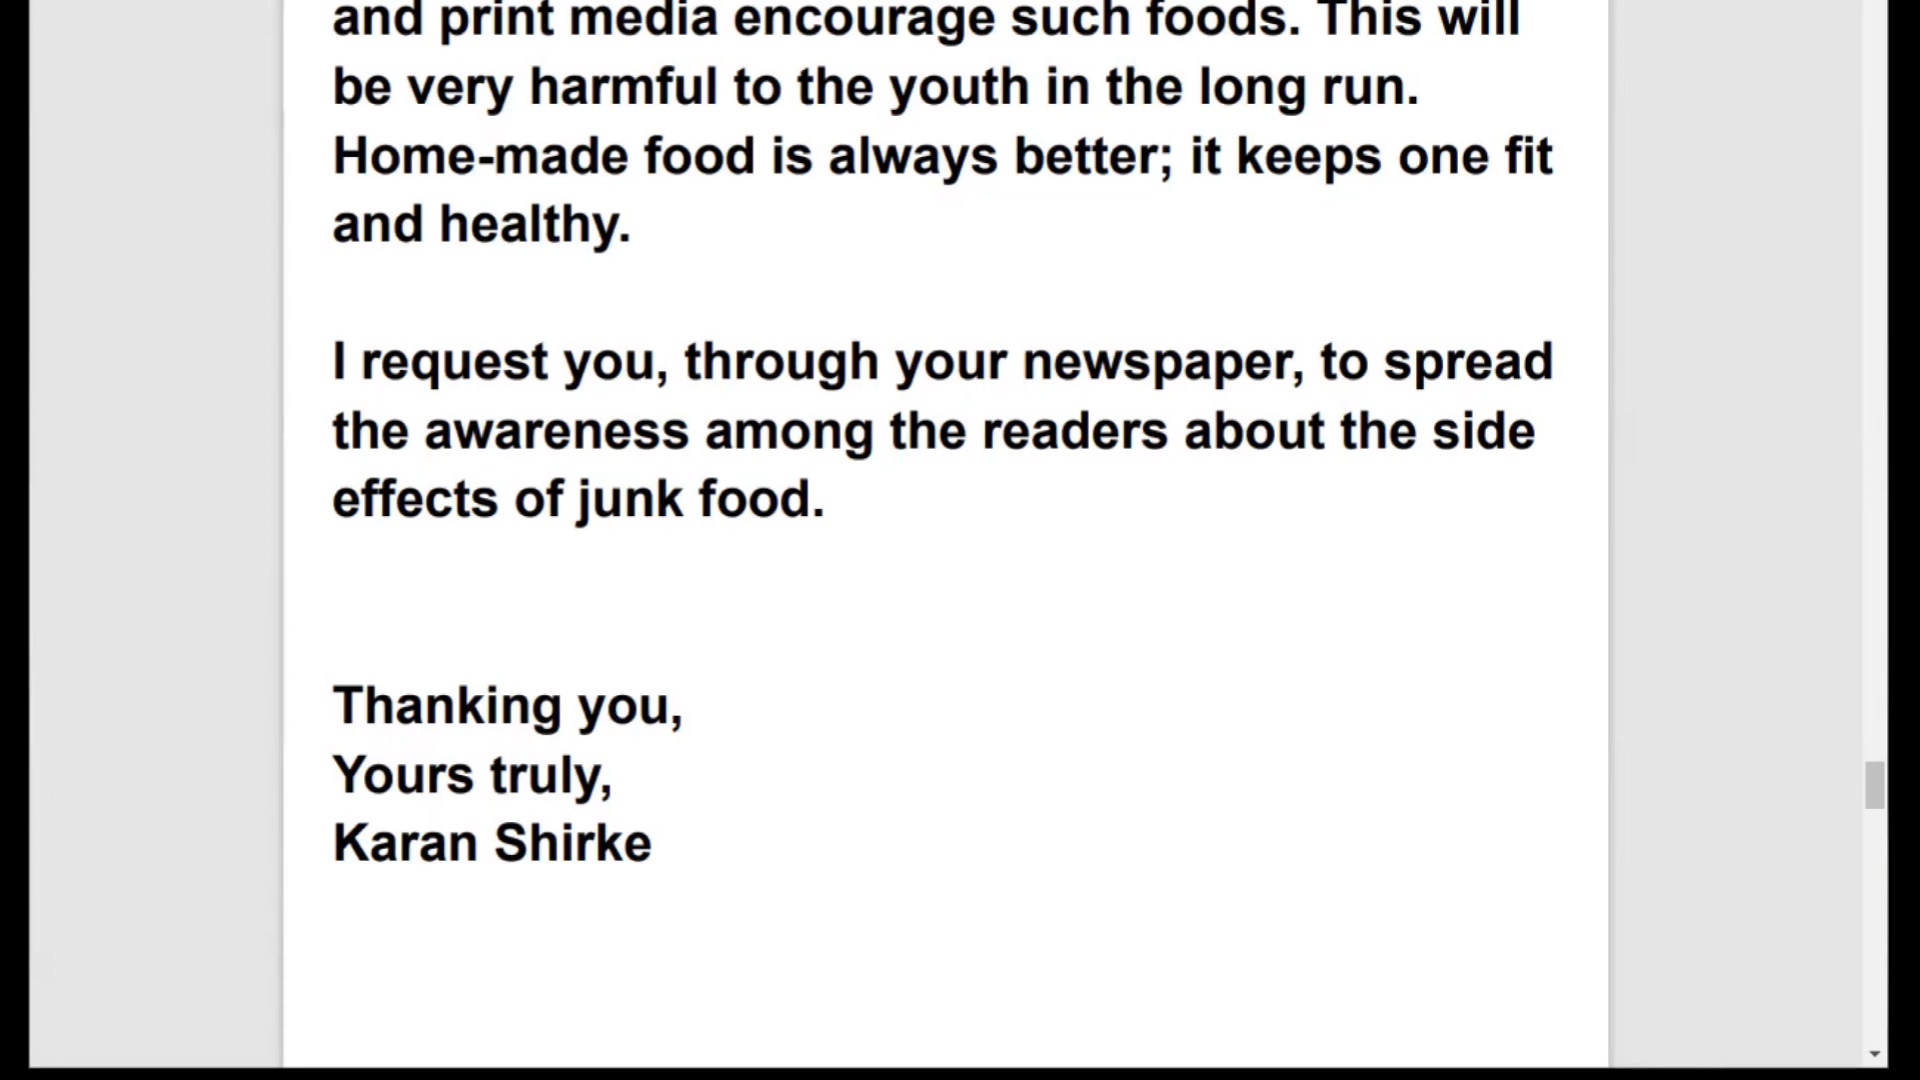 and print media encourage such foods. This will
be very harmful to the youth in the long run.
Home-made food is always better; it keeps one fit
and healthy.
I request you, through your newspaper, to spread
the awareness among the readers about the side
effects of junk food.
Thanking you,
Yours truly,
Karan Shirke